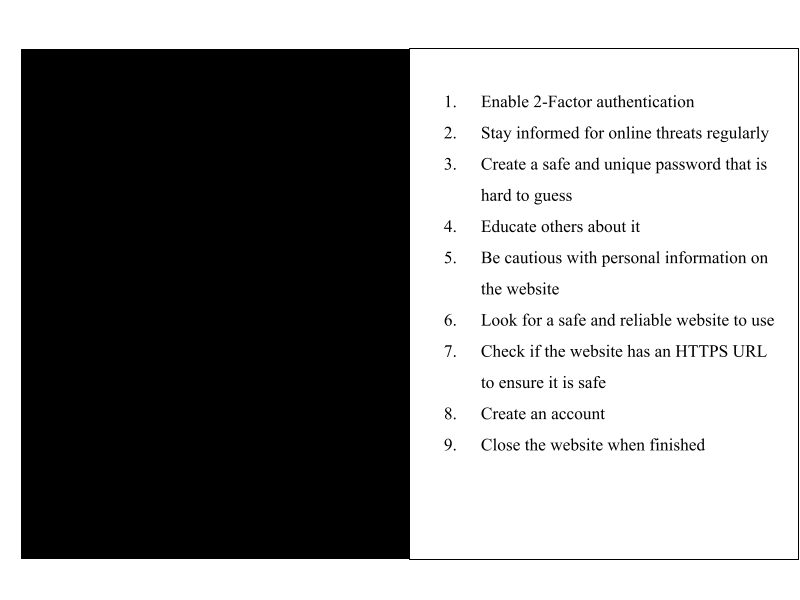 1. Enable 2-Factor authentication
2. Stay informed for online threats regularly
3. Create a safe and unique password that is
hard to guess
4. Educate others about it
5. Be cautious with personal information on
the website
6. Look for a safe and reliable website to use
7. Check if the website has an HTTPS URL
to ensure it is safe
8. Create an account
9. Close the website when finished